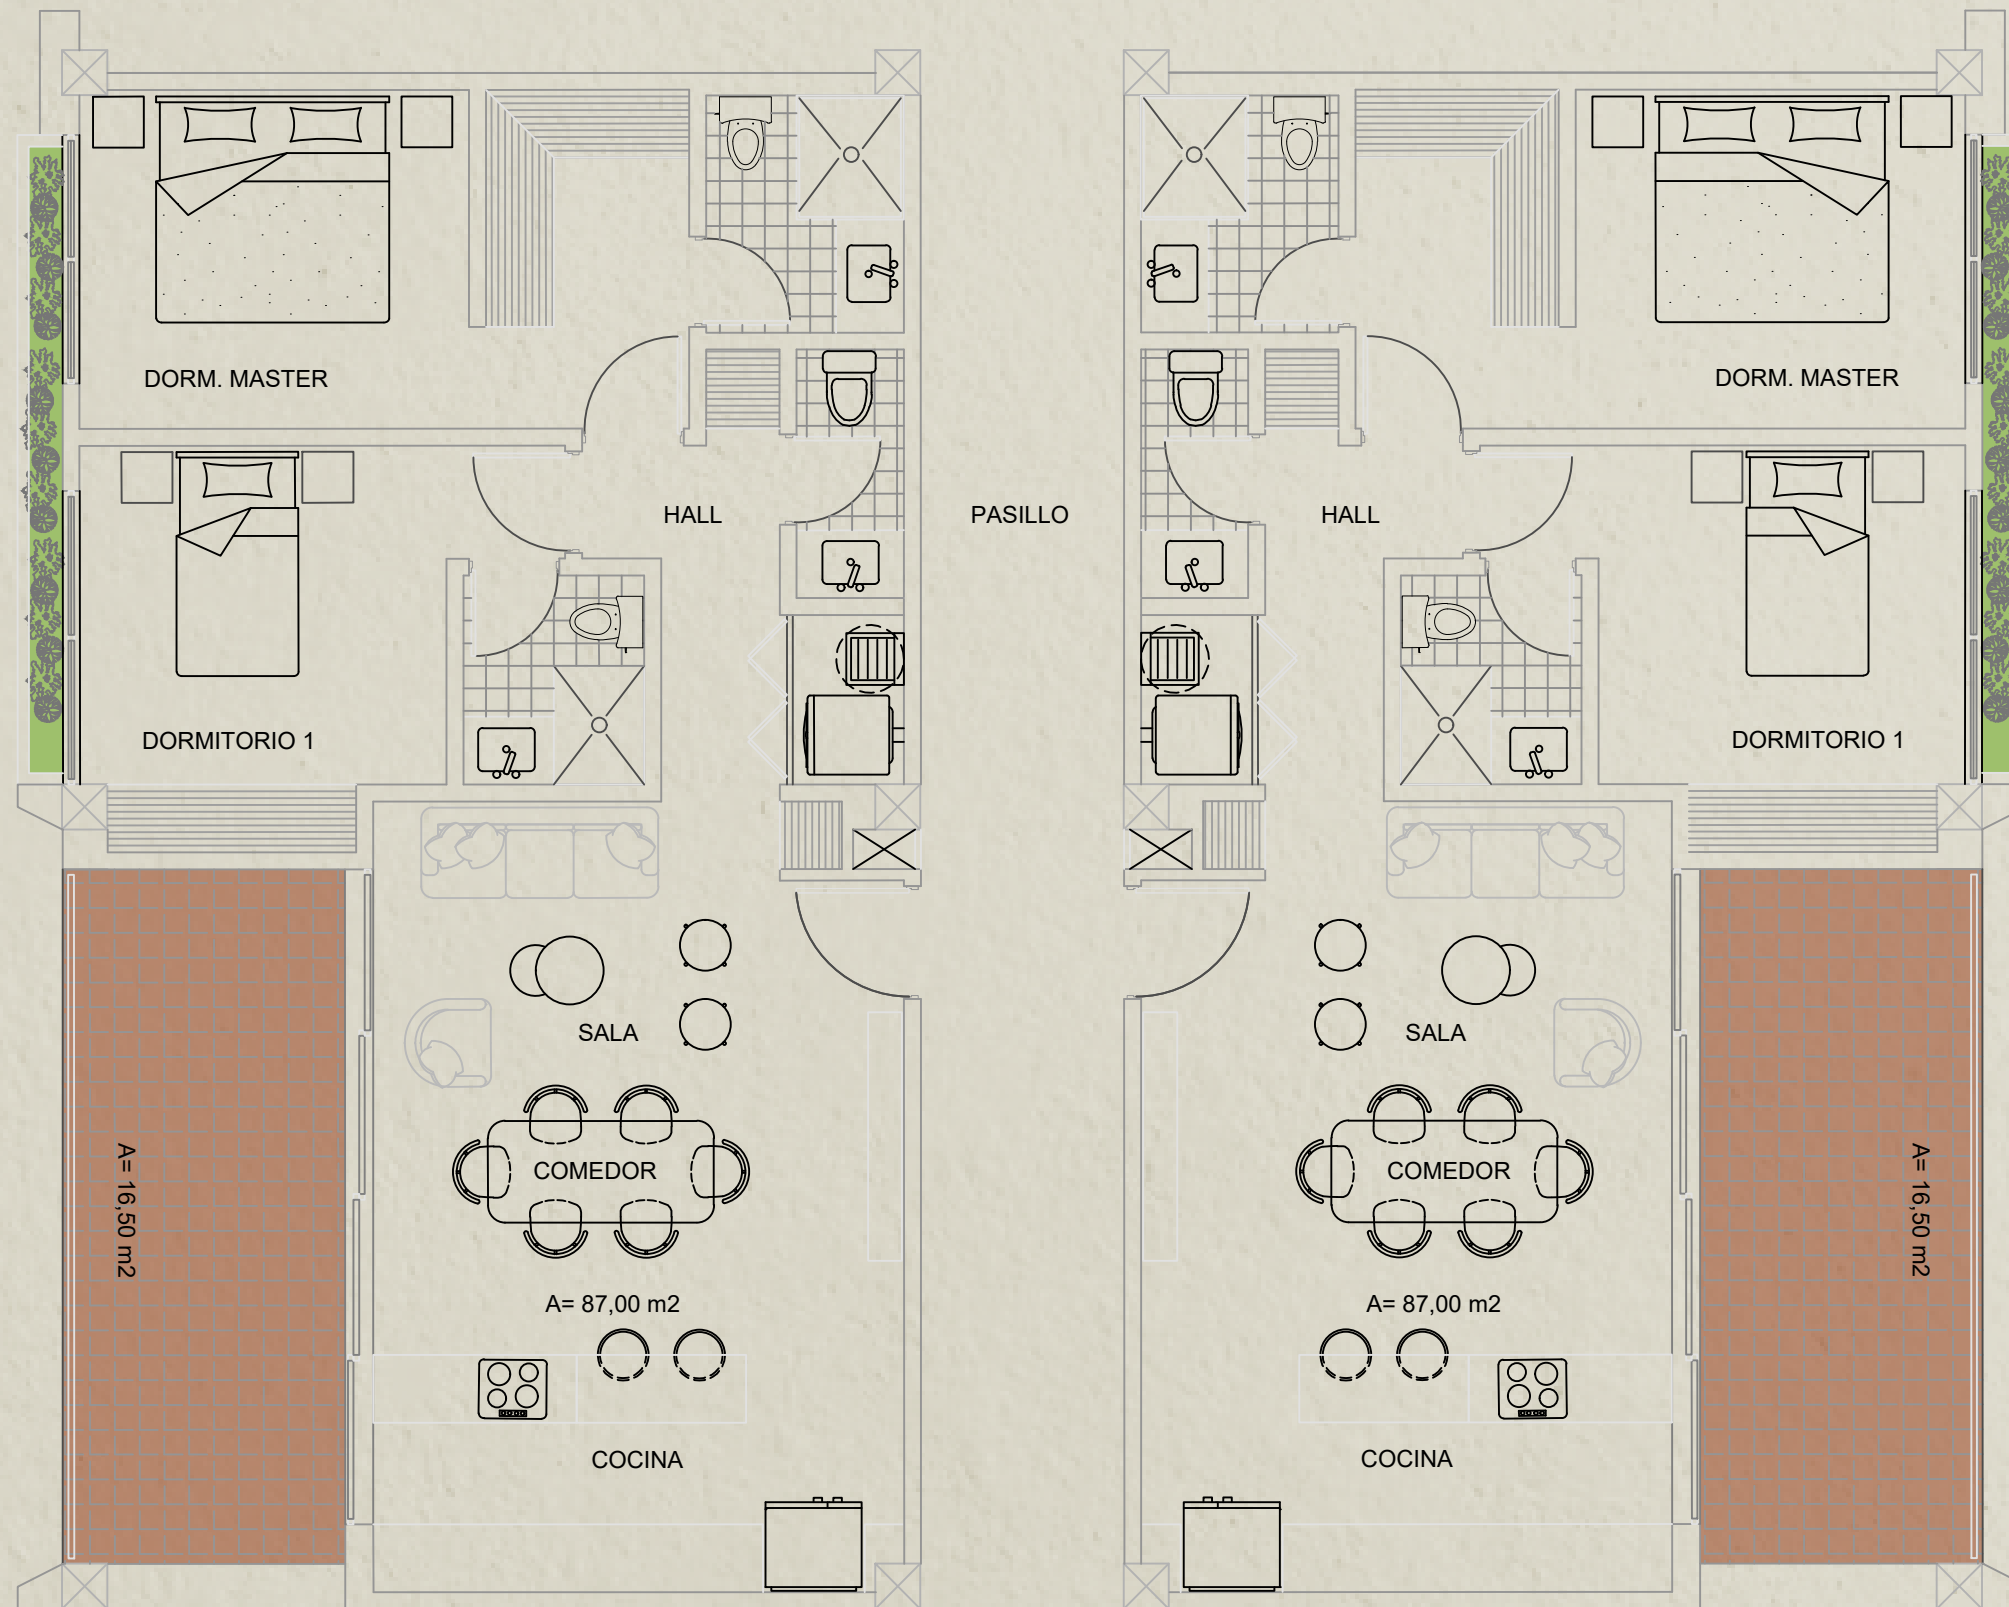 DORM. MASTER
DORM. MASTER
HALL
PASILLO
HALL
DORMITORIO 1
DORMITORIO 1
SALA
SALA
COMEDOR
COMEDOR
A= 16,50 m2
A= 16,50 m2
A= 87,00 m2
A= 87,00 m2
COCINA
COCINA